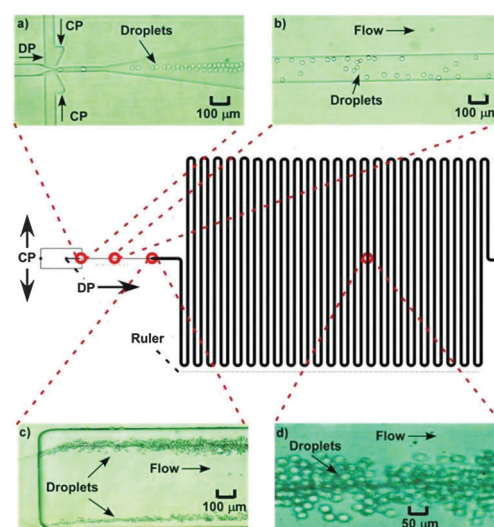 a)
CP
DP
Droplets
CP
100 µm
b)
Flow
Droplets
100 µm
CP
DP
Ruler
c)
Droplets
Flow
100 µm
d)
Flow
Droplets
50 µm